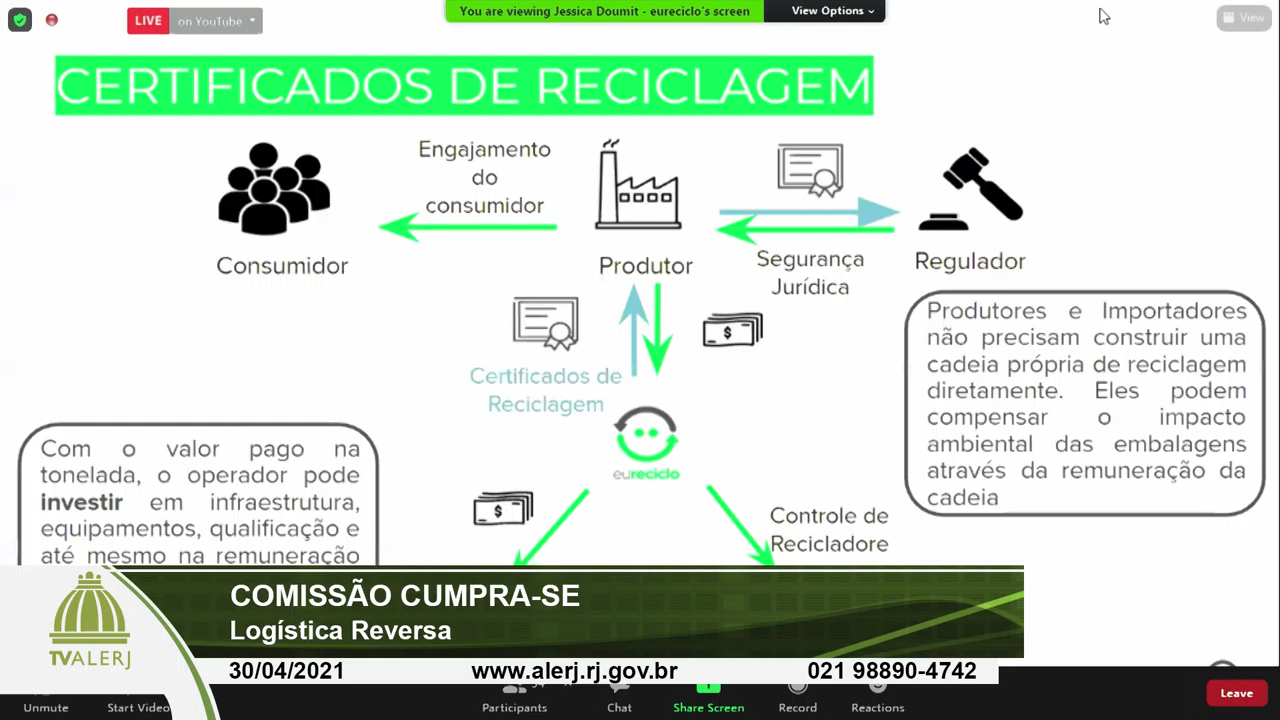 LIVE on YouTube
You are viewing Jessica Doumit - eureciclo's screen
View Options
View
CERTIFICADOS DE RECICLAGEM
Engajamento
do
consumidor
Consumidor
Produtor
Segurança
Jurídica
Regulador
Produtores e Importadores
não precisam construir uma
cadeia própria de reciclagem
diretamente. Eles podem
compensar o impacto
ambiental das embalagens
através da remuneração da
cadeia
$
Certificados de
Reciclagem
eureciclo
Com o valor pago na
tonelada, o operador pode
investir em infraestrutura,
equipamentos, qualificação e
até mesmo na remuneração
$
Controle de
Recicladore
COMISSÃO CUMPRA-SE
Logística Reversa
TVALERJ
30/04/2021 www.alerj.rj.gov.br 021 98890-4742
Unmute Start Video Participants Chat Share Screen Record Reactions Leave